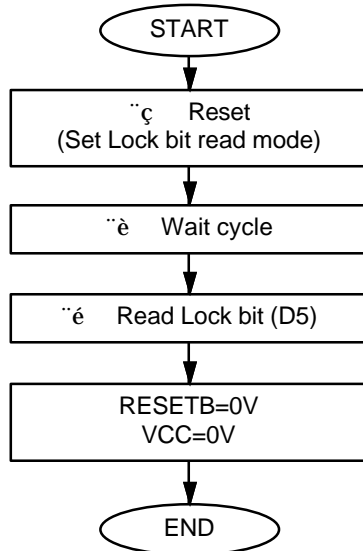 START
¨ç Reset
(Set Lock bit read mode)
¨è Wait cycle
¨é Read Lock bit (D5)
RESETB=0V
VCC=0V
END